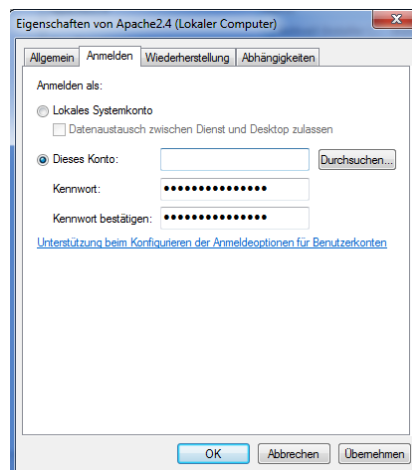 Eigenschaften von Apache2.4 (Lokaler Computer)
Allgemein Anmelden Wiederherstellung Abhängigkeiten
Anmelden als:
Lokales Systemkonto
Datenaustausch zwischen Dienst und Desktop zulassen
Dieses Konto: Durchsuchen...
Kennwort: •••••••••••••••
Kennwort bestätigen: •••••••••••••••
Unterstützung beim Konfigurieren der Anmeldeoptionen für Benutzerkonten
OK Abbrechen Übernehmen